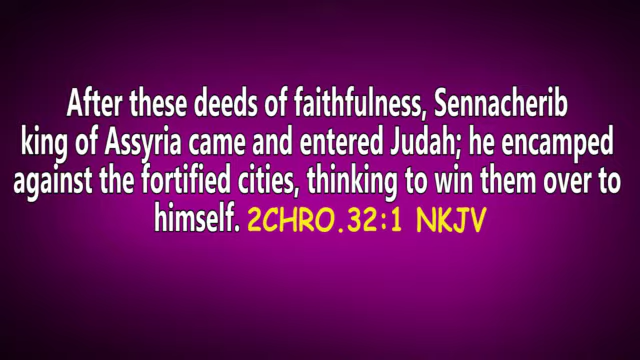 After these deeds of faithfulness, Sennacherib
king of Assyria came and entered Judah; he encamped
against the fortified cities, thinking to win them over to
himself. 2CHRO.32:1 NKJV